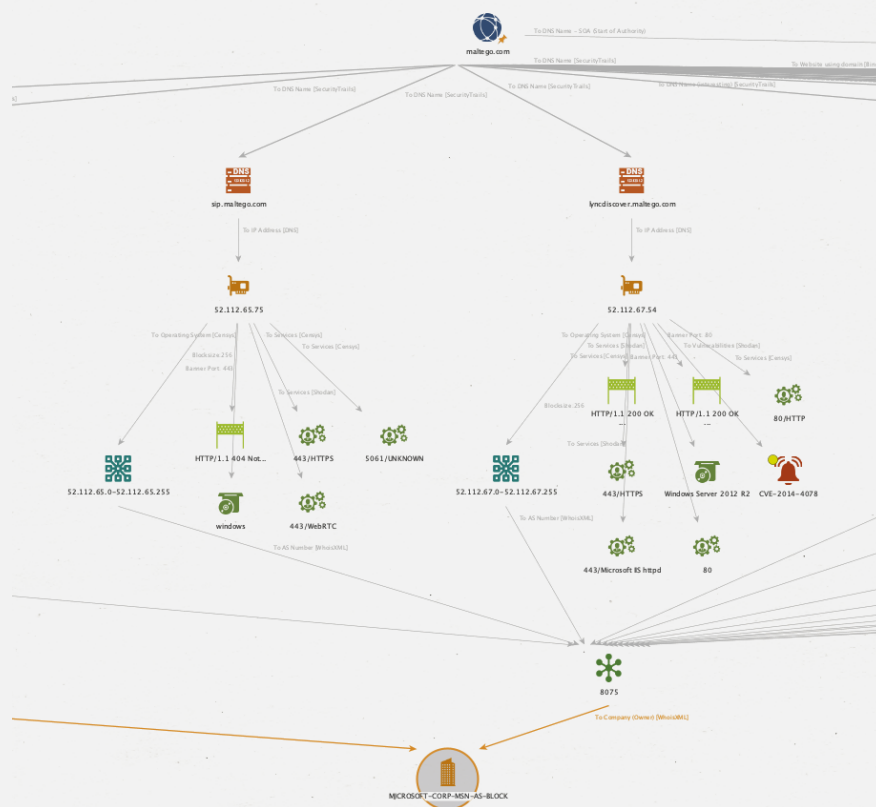 maltego.com
To DNS Name - SOA (Start of Authority)
To DNS Name [SecurityTrails]
To DNS Name [SecurityTrails]
To DNS Name [SecurityTrails]
To DNS Name [SecurityTrails]
DNS
sip.maltego.com
DNS
lyncdiscover.maltego.com
To IP Address [DNS]
To IP Address [DNS]
52.112.65.75
52.112.67.54
To Operating System [Censys]
To Services [Censys]
To Services [Censys]
Blocksize 256
Banner Port: 443
To Services [Shodan]
To Operating System [Censys]
Banner Port: 80
To Services [Shodan]
To Vulnerabilities [Shodan]
To Services [Censys]
Banner Port: 443
To Services [Censys]
Blocksize 256
To Services [Shodan]
HTTP/1.1 200 OK
...
HTTP/1.1 200 OK
...
80/HTTP
HTTP/1.1 404 Not...
443/HTTPS
5061/UNKNOWN
52.112.65.0-52.112.65.255
52.112.67.0-52.112.67.255
443/HTTPS
Windows Server 2012 R2
CVE-2014-4078
windows
443/WebRTC
To AS Number [WhoisXML]
To AS Number [WhoisXML]
443/Microsoft IIS httpd
80
8075
To Company (Owner) [WhoisXML]
MICROSOFT-CORP-MSN-AS-BLOCK